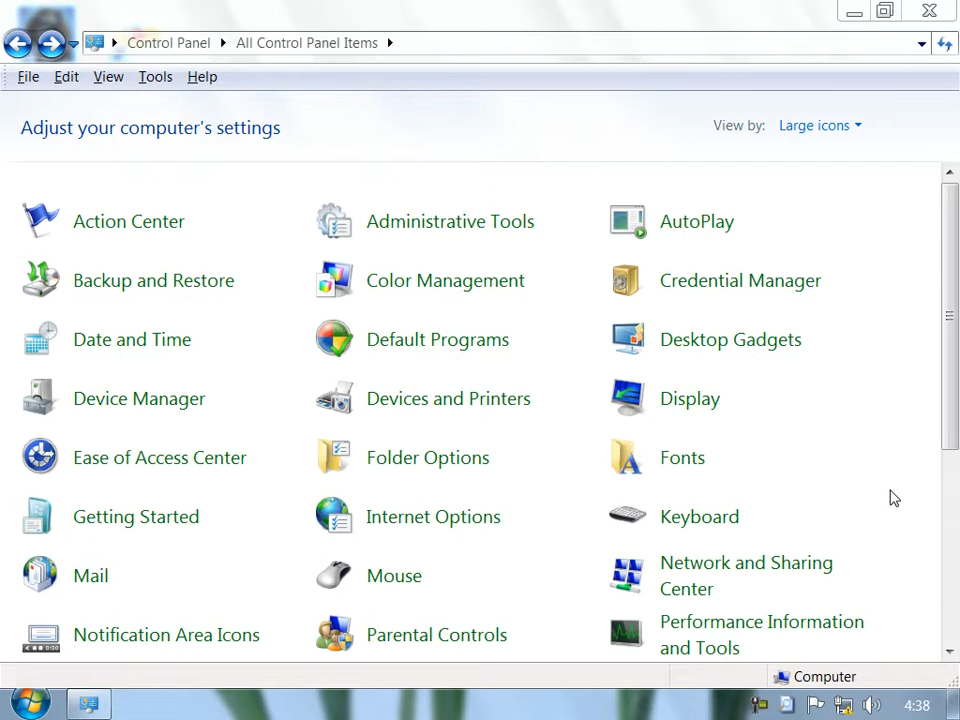 Control Panel All Control Panel Items
File Edit View Tools Help
Adjust your computer's settings
View by: Large icons
Action Center
Administrative Tools
AutoPlay
Backup and Restore
Color Management
Credential Manager
Date and Time
Default Programs
Desktop Gadgets
Device Manager
Devices and Printers
Display
Ease of Access Center
Folder Options
Fonts
Getting Started
Internet Options
Keyboard
Mail
Mouse
Network and Sharing
Center
Notification Area Icons
Parental Controls
Performance Information
and Tools
Computer
4:38